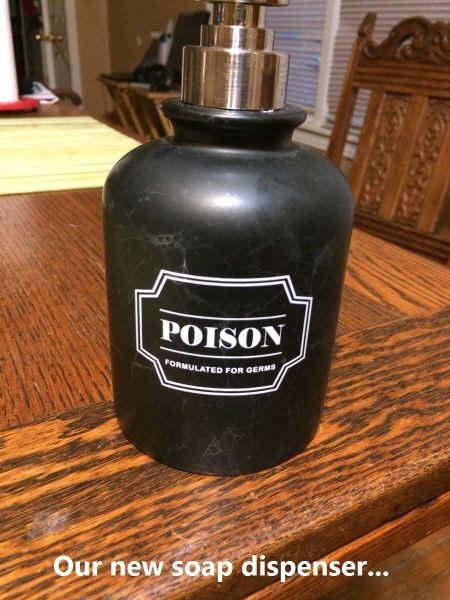 POISON
FORMULATED FOR GERMS
Our new soap dispenser...